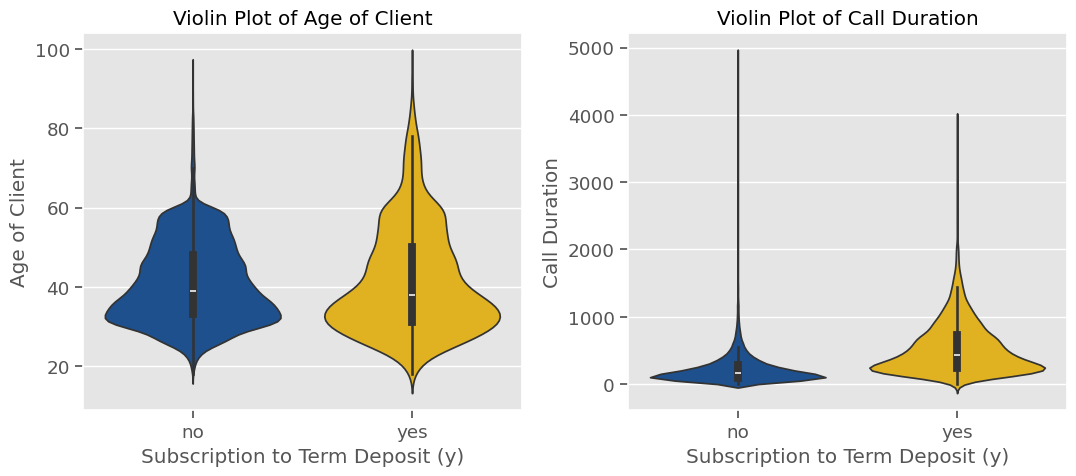 Violin Plot of Age of Client
Age of Client
100
80
60
40
20
no
yes
Subscription to Term Deposit (y)
Violin Plot of Call Duration
Call Duration
5000
4000
3000
2000
1000
0
no
yes
Subscription to Term Deposit (y)